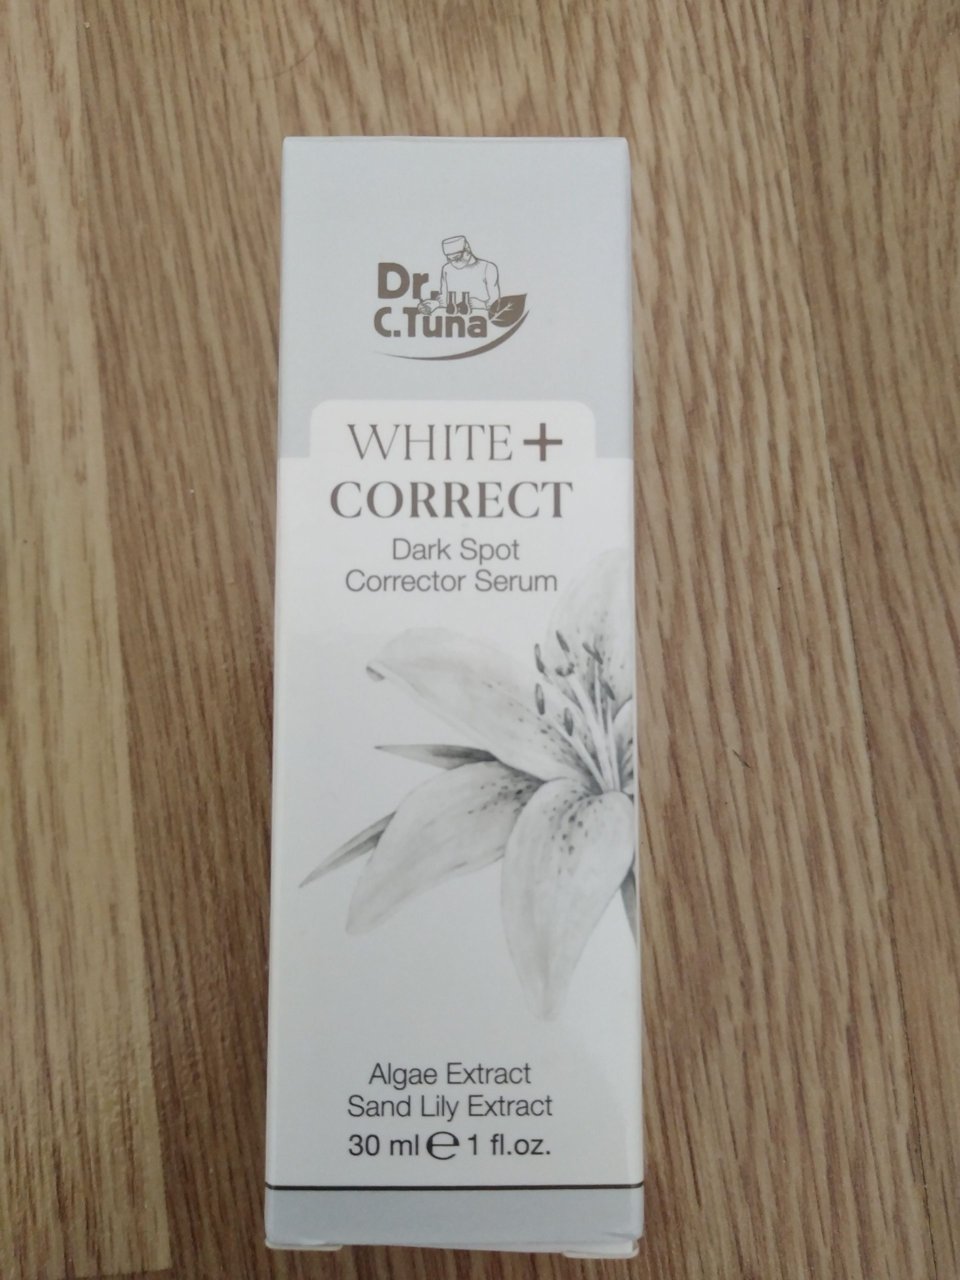 Dr.
C.Tuna
WHITE+
CORRECT
Dark Spot
Corrector Serum
Algae Extract
Sand Lily Extract
30 ml ℮ 1 fl.oz.